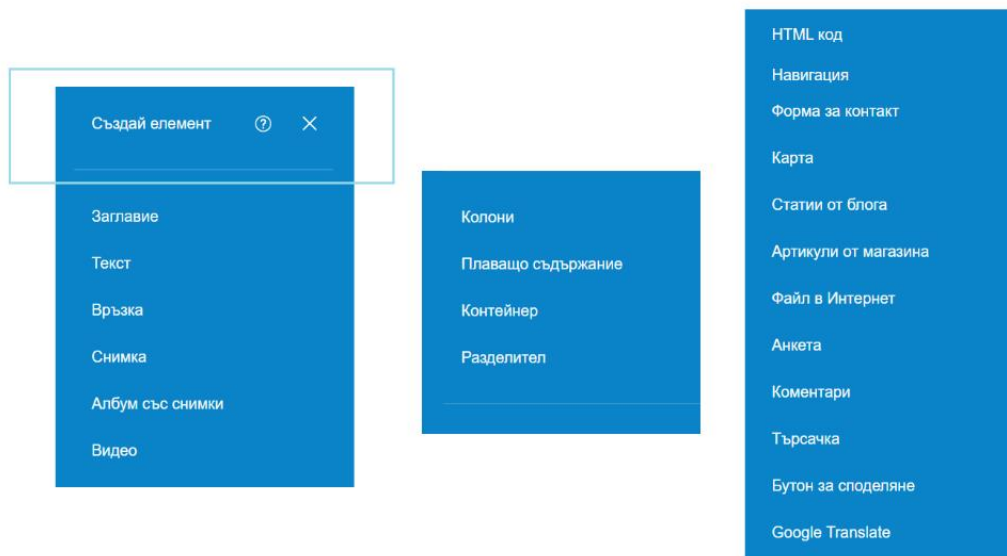 Създай елемент
Заглавие
Текст
Връзка
Снимка
Албум със снимки
Видео
Колони
Плаващо съдържание
Контейнер
Разделител
HTML код
Навигация
Форма за контакт
Карта
Статии от блога
Артикули от магазина
Файл в Интернет
Анкета
Коментари
Търсачка
Бутон за споделяне
Google Translate